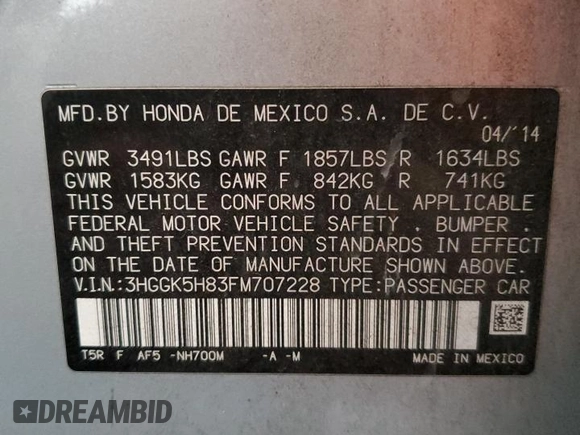 MFD.BY HONDA DE MEXICO S.A. DE C.V.
04/'14
GVWR 3491LBS GAWR F 1857LBS R 1634LBS
GVWR 1583KG GAWR F 842KG R 741KG
THIS VEHICLE CONFORMS TO ALL APPLICABLE
FEDERAL MOTOR VEHICLE SAFETY . BUMPER .
AND THEFT PREVENTION STANDARDS IN EFFECT
ON THE DATE OF MANUFACTURE SHOWN ABOVE.
V.I.N.:3HGGK5H83FM707228 TYPE:PASSENGER CAR
T5R F AF5 -NH700M -A -M
MADE IN MEXICO
DREAMBID